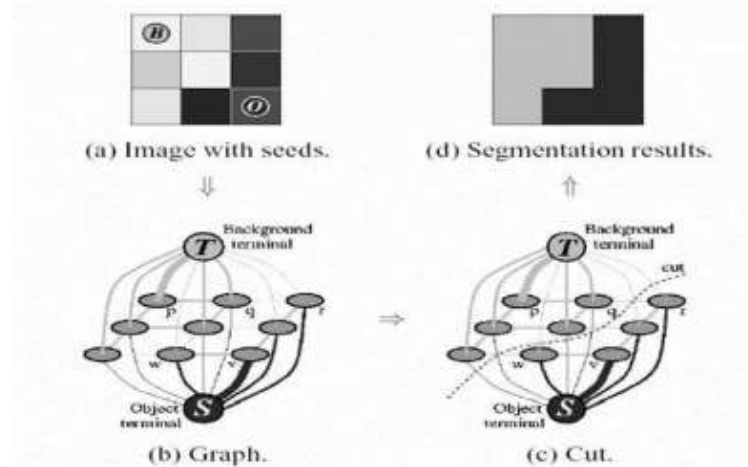 B
O
(a) Image with seeds.
(d) Segmentation results.
Background
terminal
T
p
q
r
w
v
S
Object
terminal
(b) Graph.
Background
terminal
T
cut
p
q
r
w
v
S
Object
terminal
(c) Cut.